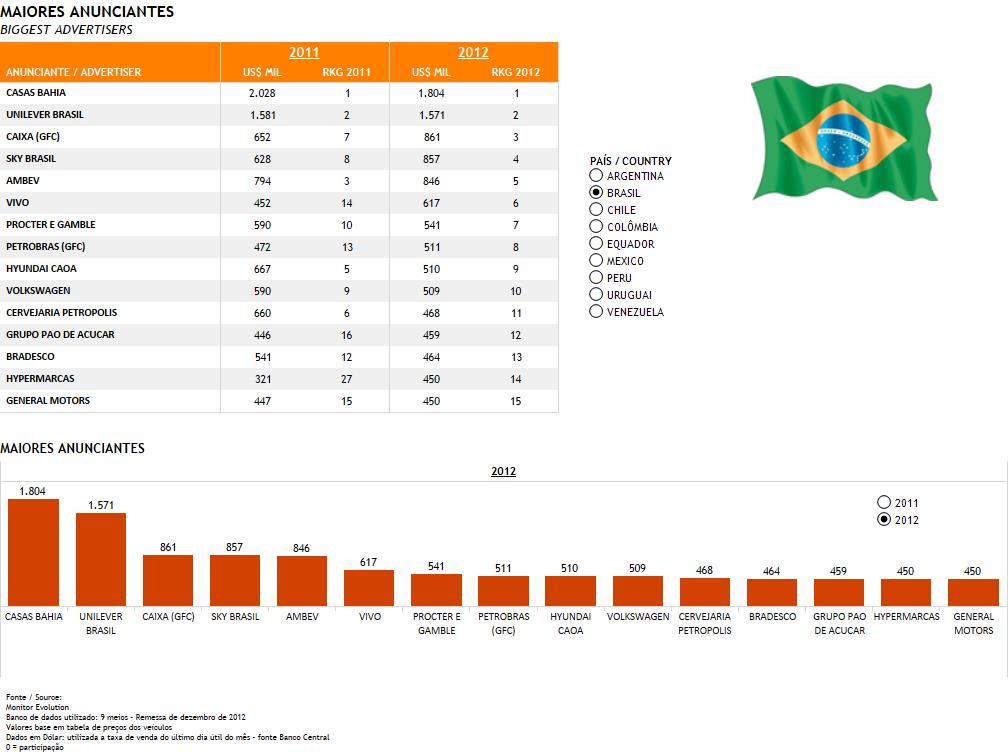 MAIORES ANUNCIANTES
BIGGEST ADVERTISERS
2011 2012
ANUNCIANTE / ADVERTISER US$ MIL RKG 2011 US$ MIL RKG 2012
CASAS BAHIA 2.028 1 1.804 1
UNILEVER BRASIL 1.581 2 1.571 2
CAIXA (GFC) 652 7 861 3
SKY BRASIL 628 8 857 4
AMBEV 794 3 846 5
VIVO 452 14 617 6
PROCTER E GAMBLE 590 10 541 7
PETROBRAS (GFC) 472 13 511 8
HYUNDAI CAOA 667 5 510 9
VOLKSWAGEN 590 9 509 10
CERVEJARIA PETROPOLIS 660 6 468 11
GRUPO PAO DE ACUCAR 446 16 459 12
BRADESCO 541 12 464 13
HYPERMARCAS 321 27 450 14
GENERAL MOTORS 447 15 450 15
PAÍS / COUNTRY
ARGENTINA
BRASIL
CHILE
COLÔMBIA
EQUADOR
MEXICO
PERU
URUGUAI
VENEZUELA
MAIORES ANUNCIANTES
2012
2011
2012
1.804 1.571 861 857 846 617 541 511 510 509 468 464 459 450 450
CASAS BAHIA UNILEVER CAIXA (GFC) SKY BRASIL AMBEV VIVO PROCTER E PETROBRAS HYUNDAI VOLKSWAGEN CERVEJARIA BRADESCO GRUPO PAO HYPERMARCAS GENERAL
BRASIL GAMBLE (GFC) CAOA PETROPOLIS DE ACUCAR MOTORS
Fonte / Source:
Monitor Evolution
Banco de dados utilizado: 9 meios - Remessa de dezembro de 2012
Valores base em tabela de preços dos veículos
Dados em Dólar: utilizada a taxa de venda do último dia útil do mês - fonte Banco Central
0 = participação